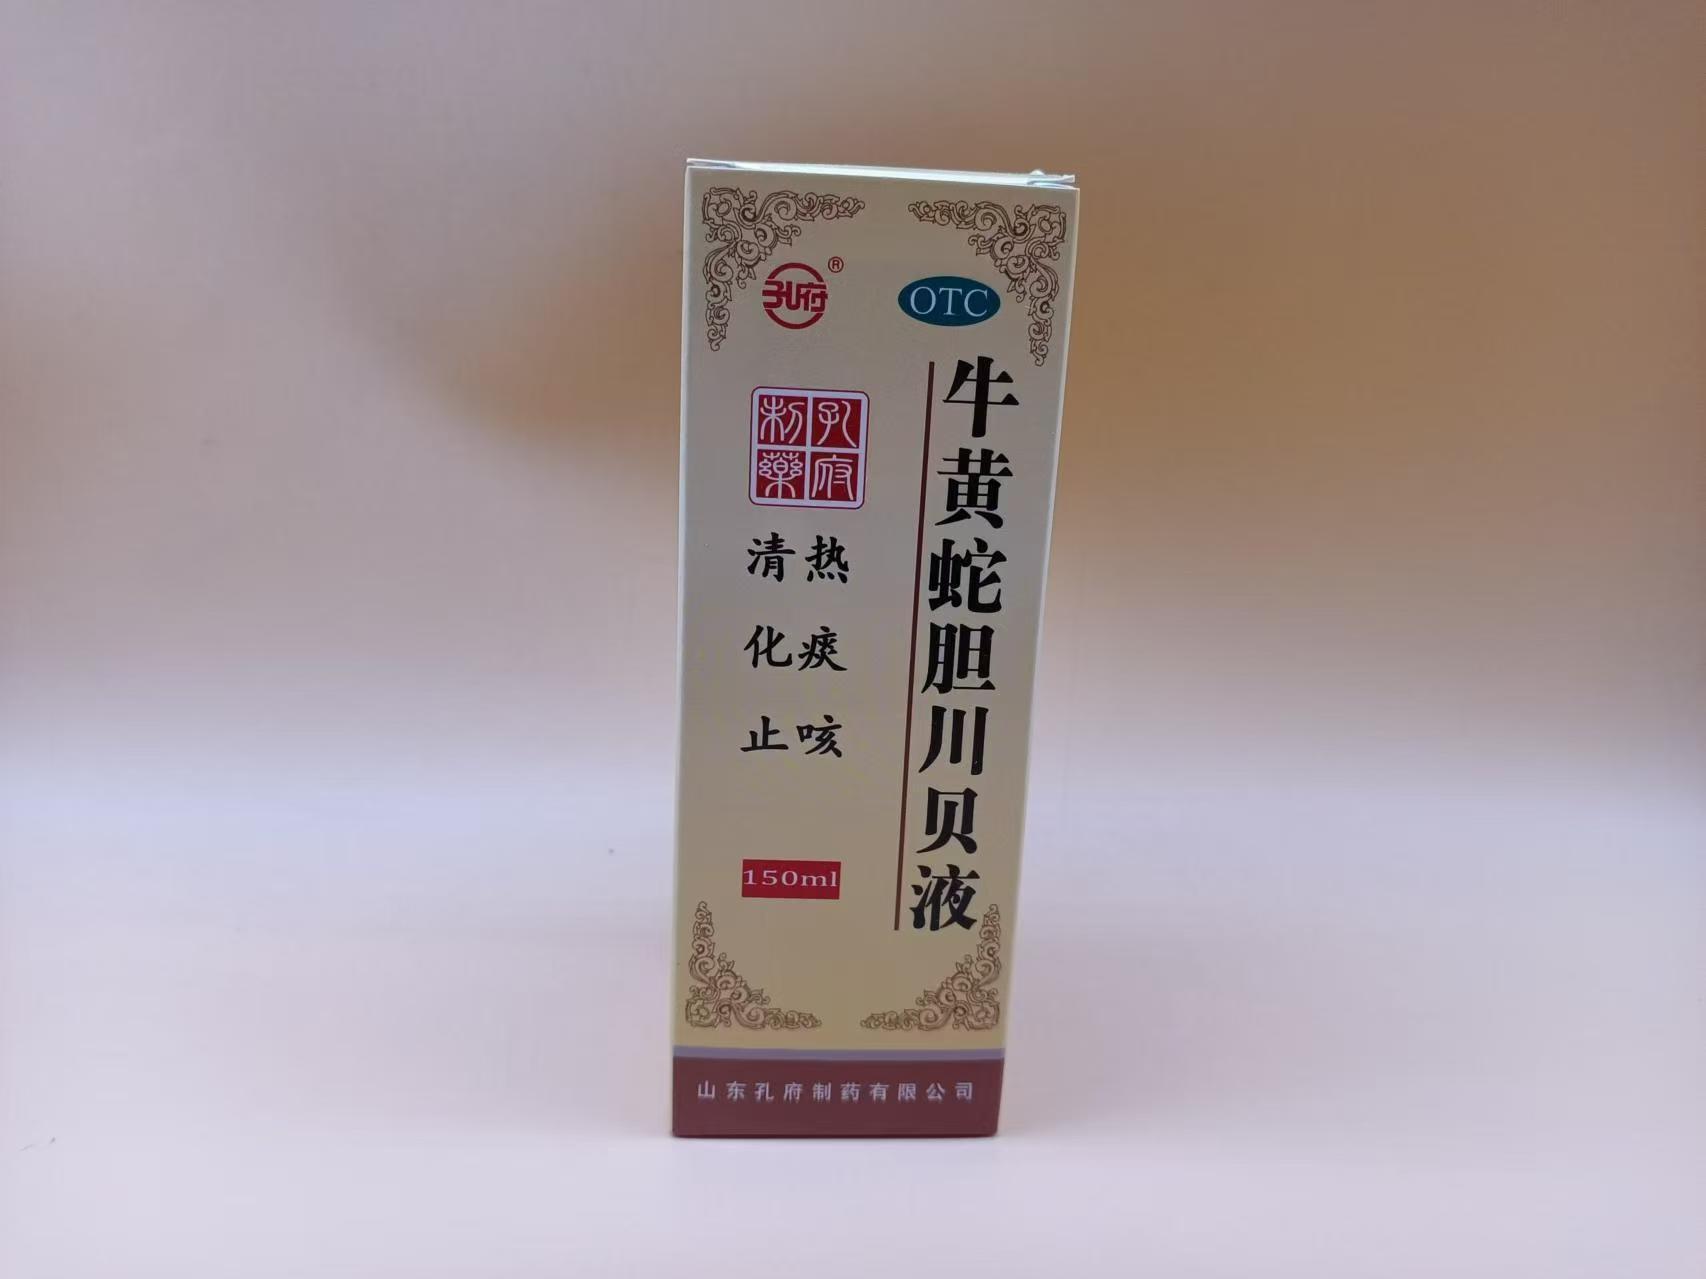 孔府®
OTC
牛黄蛇胆川贝液
孔府制藥
清热
化痰
止咳
150ml
山东孔府制药有限公司